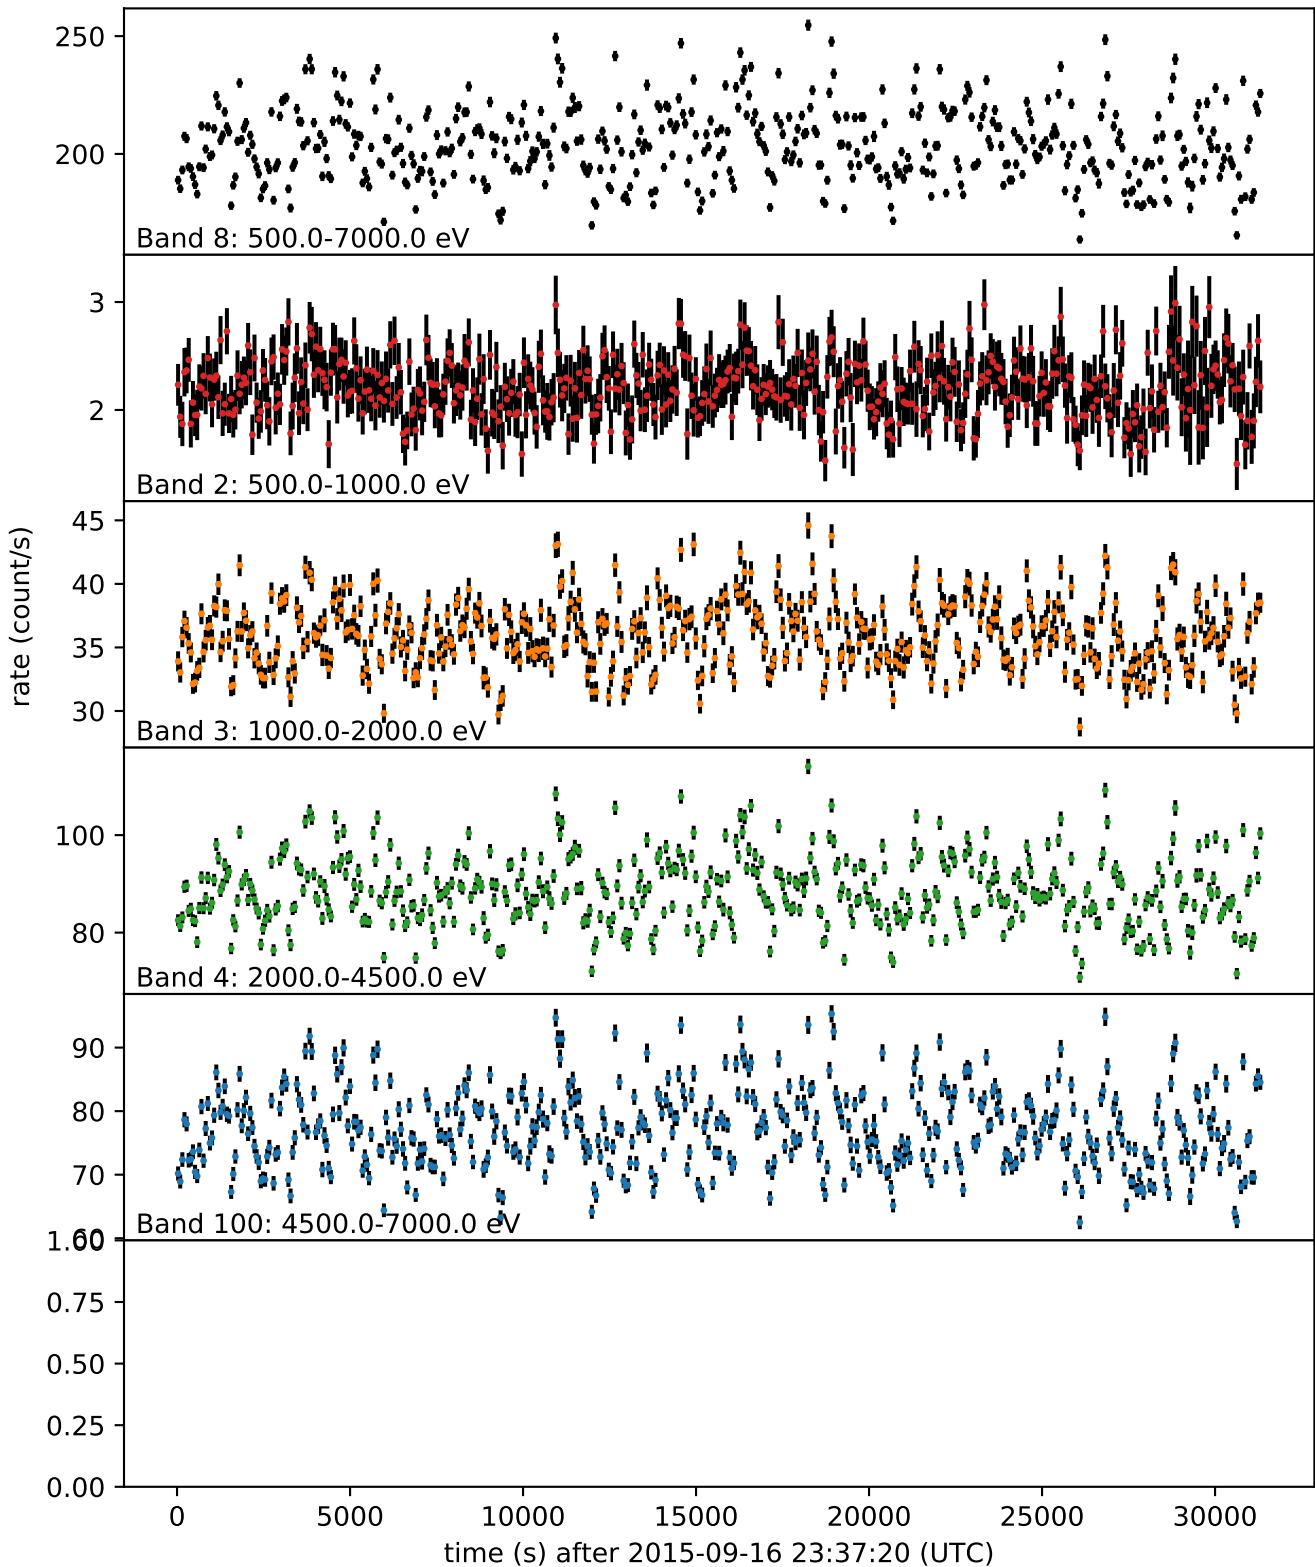 250
200
Band 8: 500.0-7000.0 eV
3
2
Band 2: 500.0-1000.0 eV
45
40
35
30
Band 3: 1000.0-2000.0 eV
rate (count/s)
100
80
Band 4: 2000.0-4500.0 eV
90
80
70
60
Band 100: 4500.0-7000.0 eV
1.00
0.75
0.50
0.25
0.00
0 5000 10000 15000 20000 25000 30000
time (s) after 2015-09-16 23:37:20 (UTC)